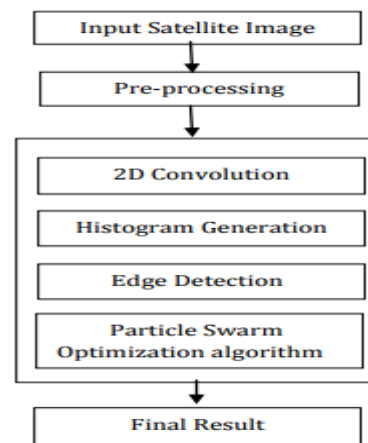 Input Satellite Image
Pre-processing
2D Convolution
Histogram Generation
Edge Detection
Particle Swarm
Optimization algorithm
Final Result